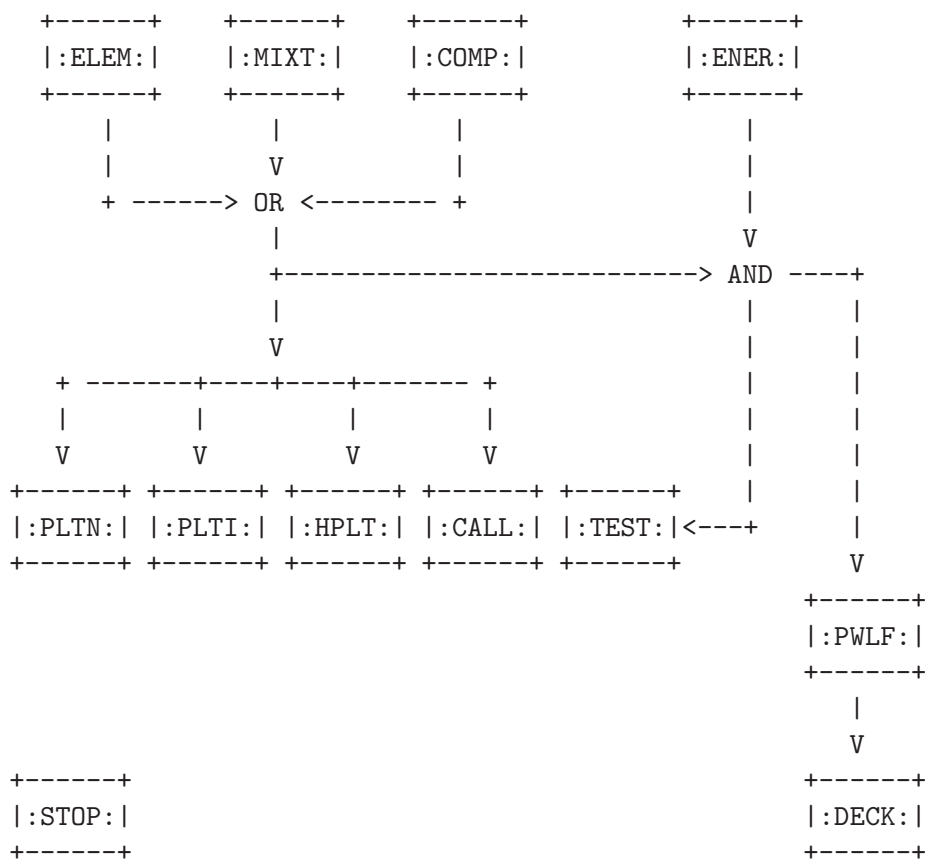 +------+ +------+ +------+ +------+
|:ELEM:| |:MIXT:| |:COMP:| |:ENER:|
+------+ +------+ +------+ +------+
| | | |
| V | |
+ ------> OR <-------- + |
| V
+---------------------------> AND ----+
| | |
V | |
+ -------+----+----+------- + | |
| | | | | |
V V V V | |
+------+ +------+ +------+ +------+ +------+ | |
|:PLTN:| |:PLTI:| |:HPLT:| |:CALL:| |:TEST:|<---+ |
+------+ +------+ +------+ +------+ +------+ V
+------+
|:PWLF:|
+------+
|
V
+------+ +------+
|:STOP:| |:DECK:|
+------+ +------+